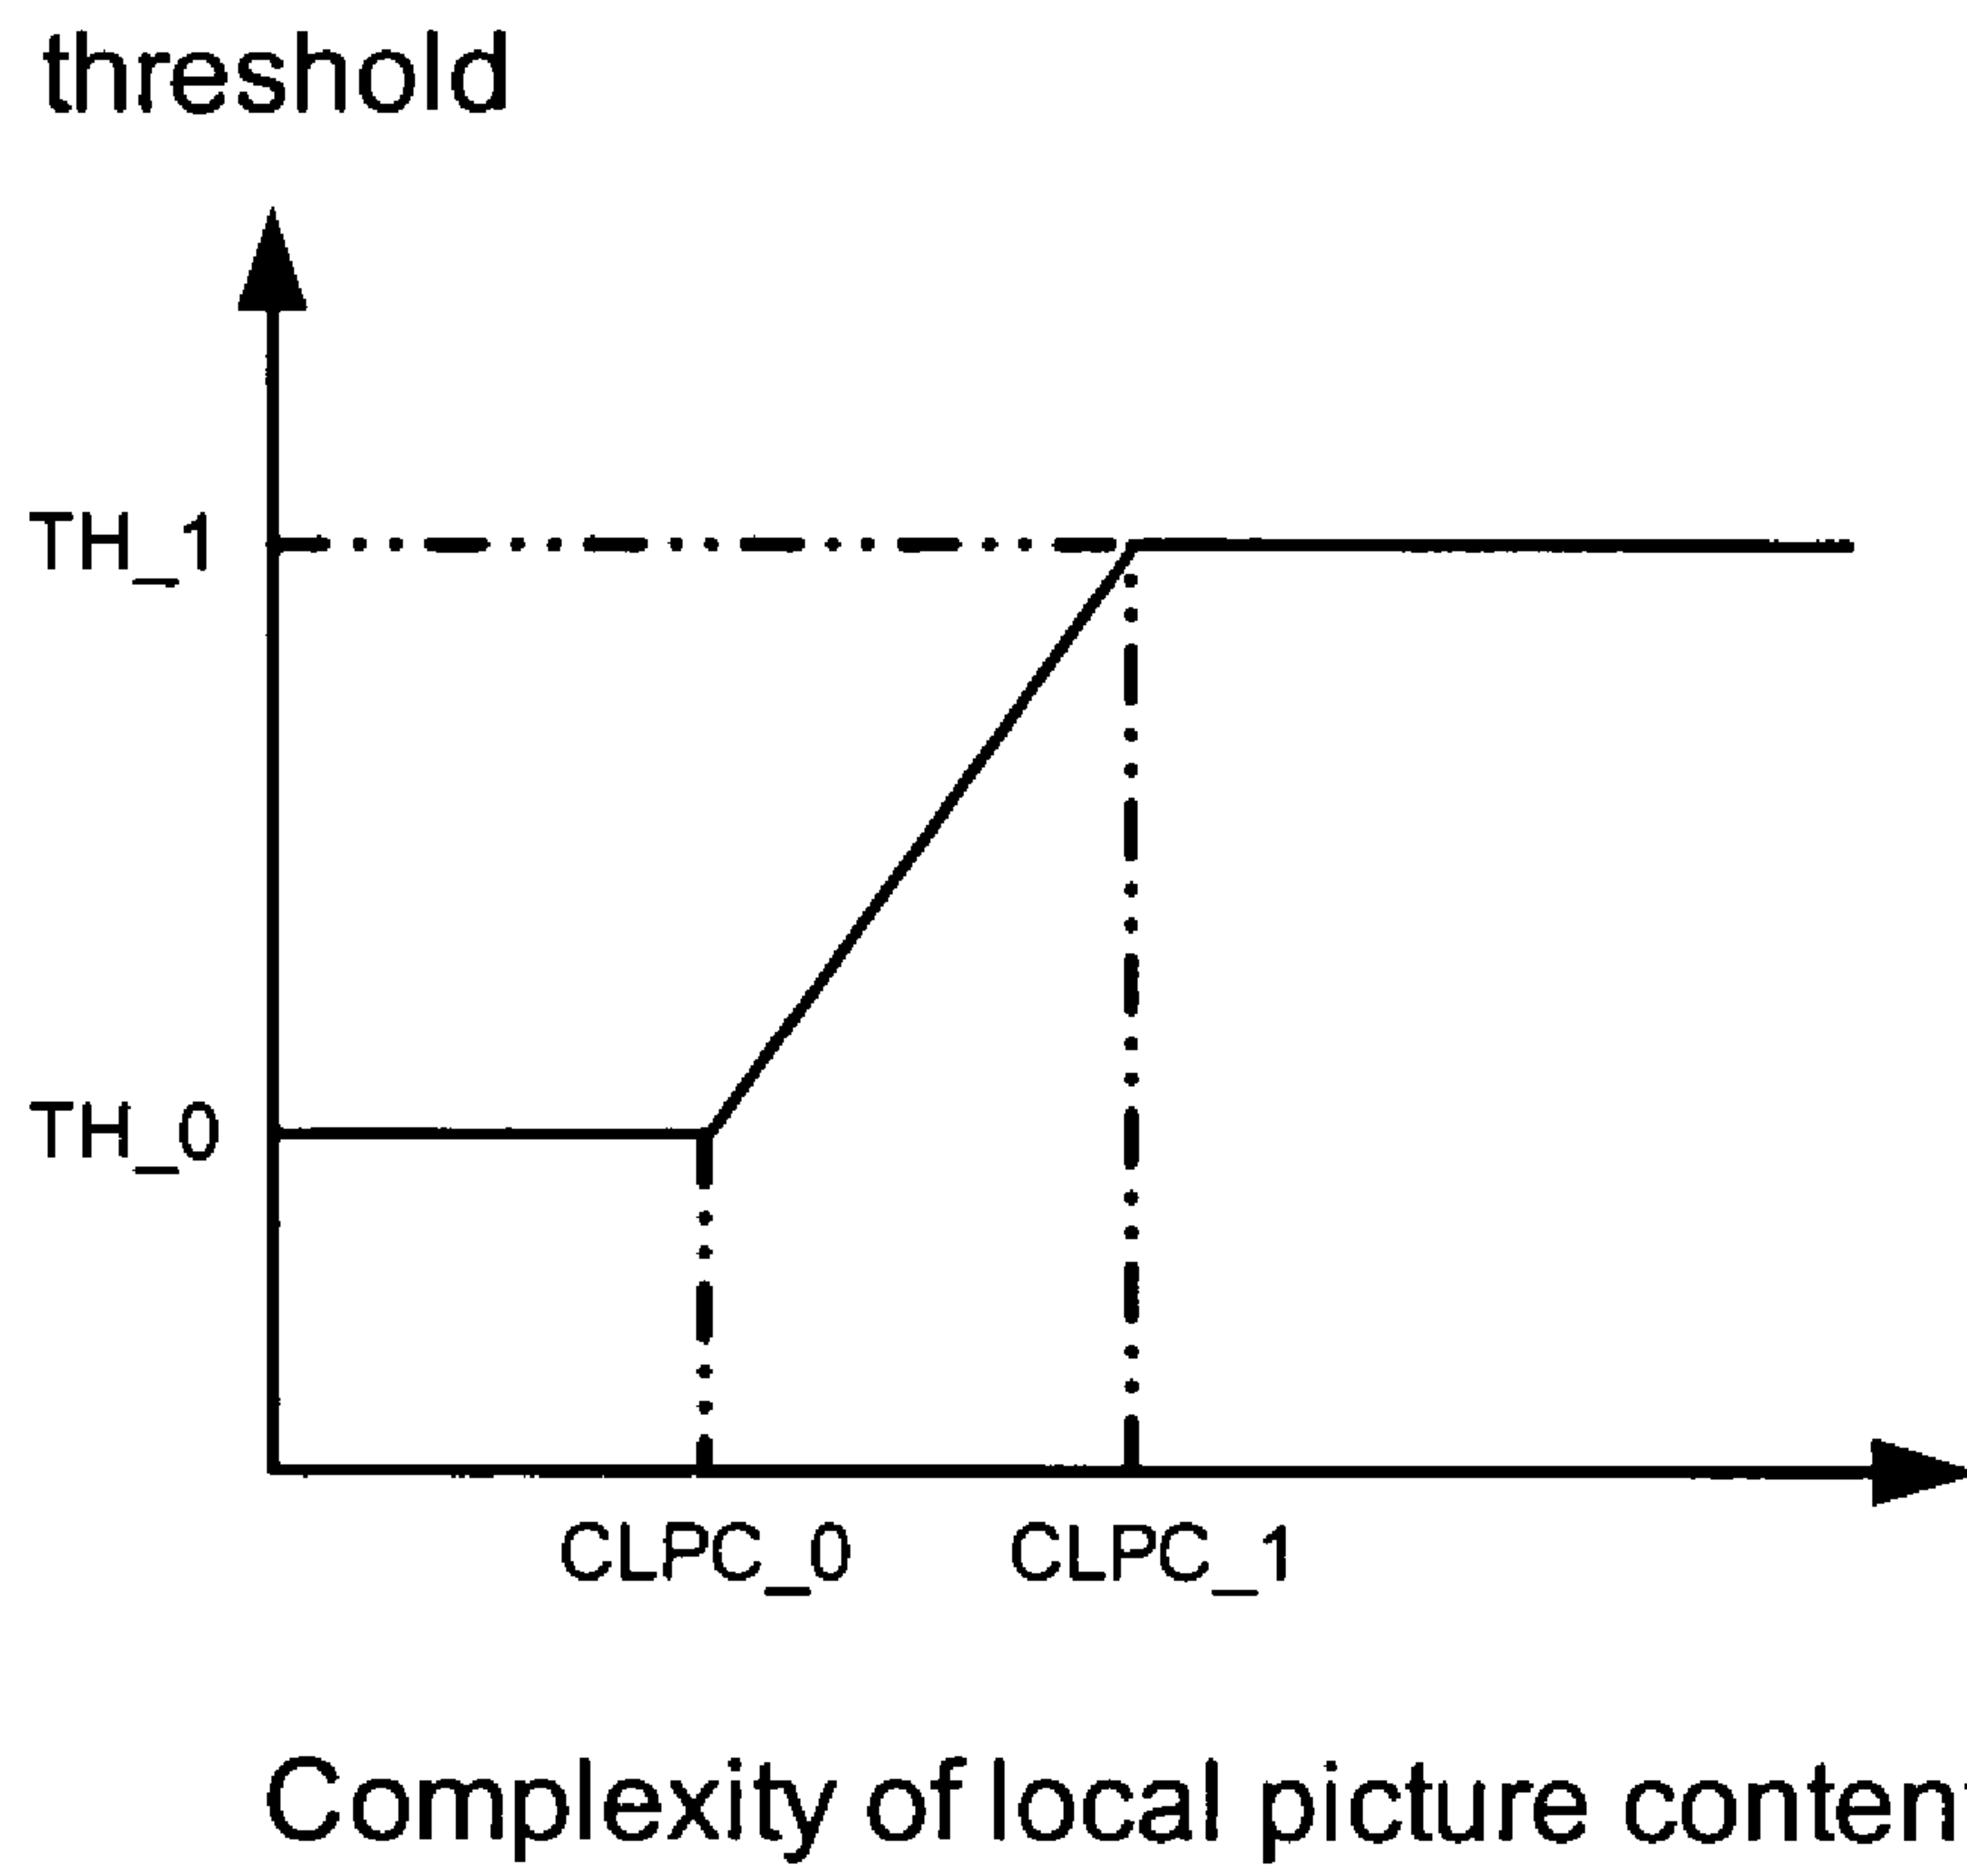 threshold
TH_1
TH_0
CLPC_0 CLPC_1
Complexity of local picture content